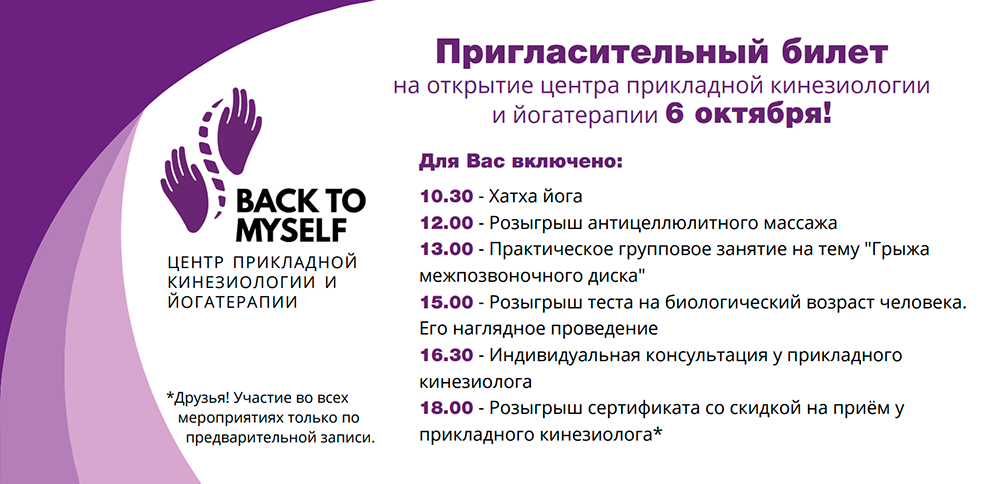 Пригласительный билет
на открытие центра прикладной кинезиологии
и йогатерапии 6 октября!
BACK TO
MYSELF
ЦЕНТР ПРИКЛАДНОЙ
КИНЕЗИОЛОГИИ И
ЙОГАТЕРАПИИ
Для Вас включено:
10.30 - Хатха йога
12.00 - Розыгрыш антицеллюлитного массажа
13.00 - Практическое групповое занятие на тему "Грыжа
межпозвоночного диска"
15.00 - Розыгрыш теста на биологический возраст человека.
Его наглядное проведение
16.30 - Индивидуальная консультация у прикладного
кинезиолога
18.00 - Розыгрыш сертификата со скидкой на приём у
прикладного кинезиолога*
*Друзья! Участие во всех
мероприятиях только по
предварительной записи.